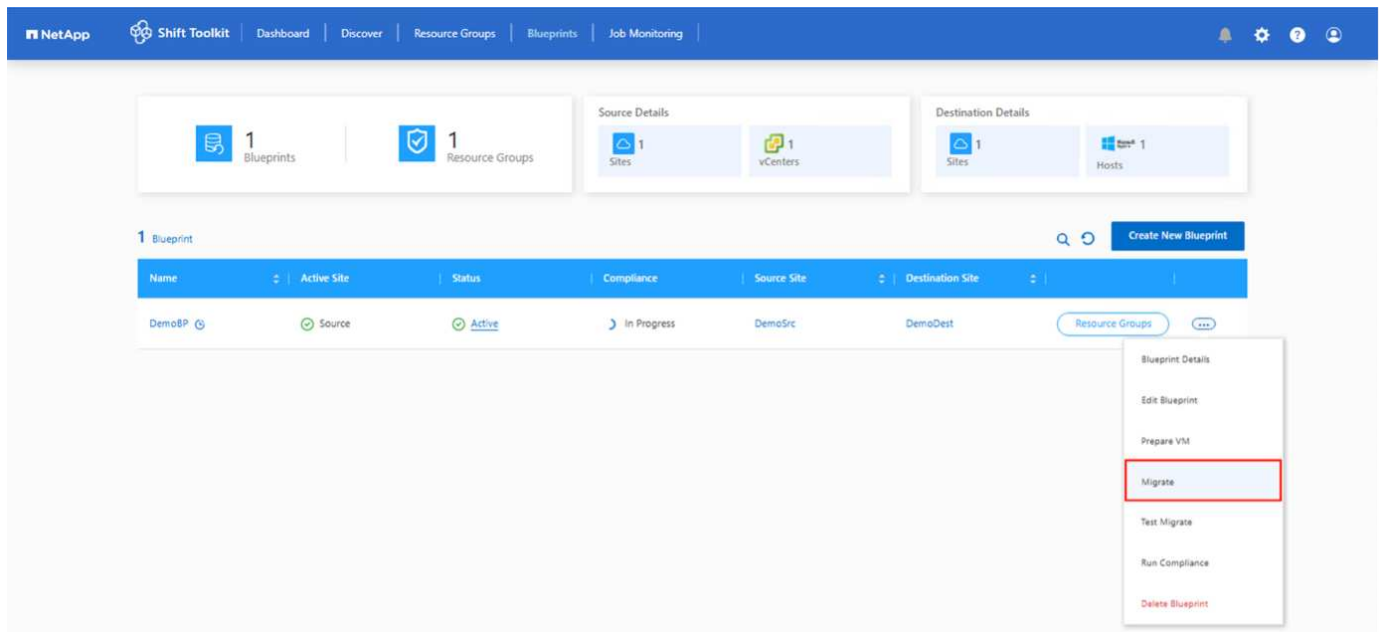 NetApp
Shift Toolkit
Dashboard
Discover
Resource Groups
Blueprints
Job Monitoring
1
Blueprints
1
Resource Groups
Source Details
1
Sites
1
vCenters
Destination Details
1
Sites
1
Hosts
1 Blueprint
Create New Blueprint
Name
Active Site
Status
Compliance
Source Site
Destination Site
DemoBP
Source
Active
In Progress
DemoSrc
DemoDest
Resource Groups
Blueprint Details
Edit Blueprint
Prepare VM
Migrate
Test Migrate
Run Compliance
Delete Blueprint